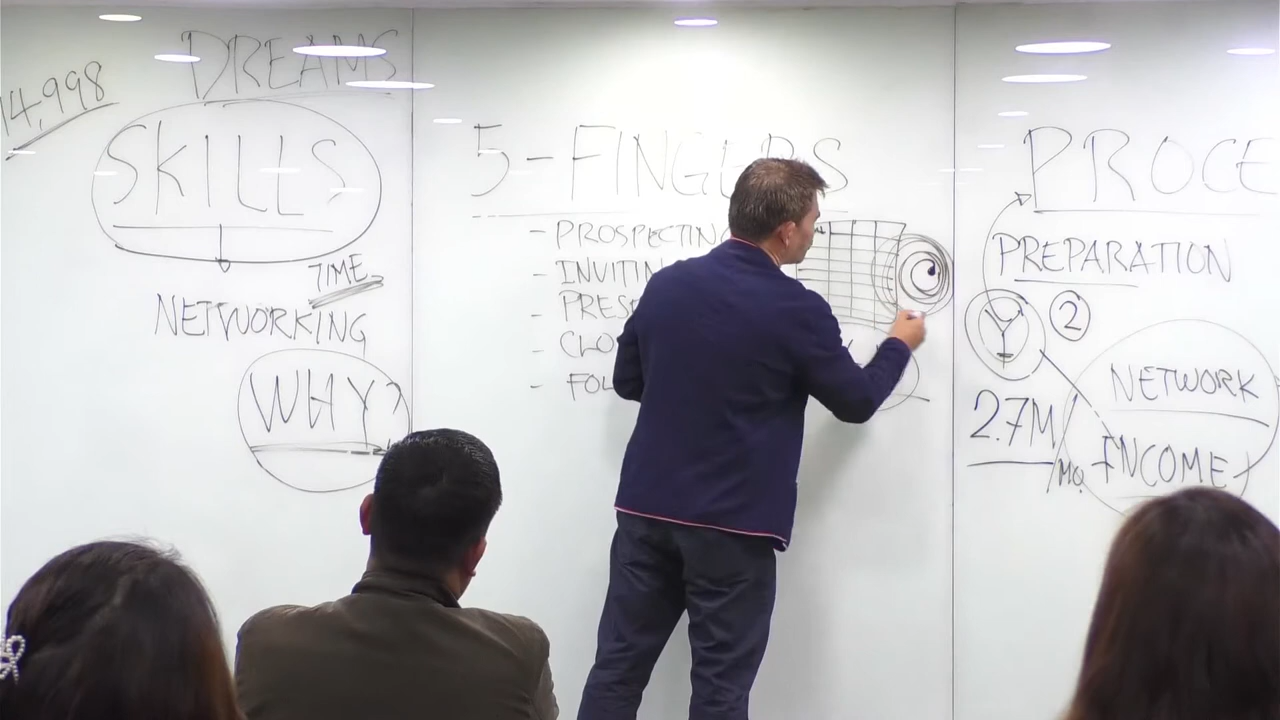 DREAMS
14,998
SKILLS
TIME
NETWORKING
WHY?
5-FINGERS
- PROSPECTING
- INVITIN
- PRESE
- CLO
- FOL
PROCE
PREPARATION
Y
2
NETWORK
INCOME
2.7M
/MO